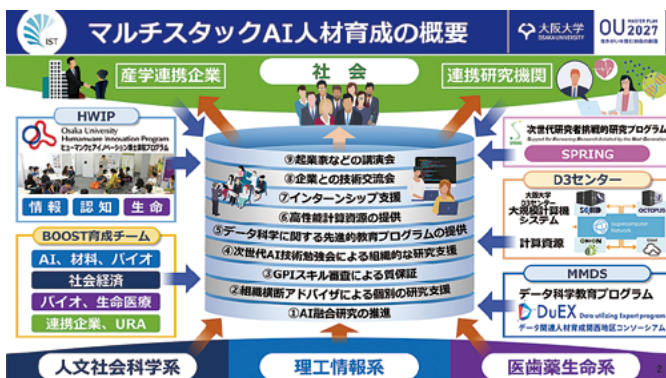 IST
マルチスタックAI人材育成の概要
大阪大学
OSAKA UNIVERSITY
OU MASTER PLAN
2027
産学連携企業
社会
連携研究機関
HWIP
Osaka University
Humanware Innovation Program
ヒューマンウェアイノベーション博士課程プログラム
情報
認知
生命
BOOST育成チーム
AI、材料、バイオ
社会経済
バイオ、生命医療
連携企業、URA
⑨起業家などの講演会
⑧企業との技術交流会
⑦インターンシップ支援
⑥高性能計算資源の提供
⑤データ科学に関する先進的教育プログラムの提供
④次世代AI技術勉強会による組織的な研究支援
③GPIスキル審査による質保証
②組織横断アドバイザによる個別の研究支援
①AI融合研究の推進
次世代研究者挑戦的研究プログラム
SPRING
D3センター
大阪大学
D3センター
大規模計算機
システム
計算資源
SQUID
OCTOPUS
Supercomputer
Network
ONION
MMDS
データ科学教育プログラム
DuEX Data utilizing Expert program
データ関連人材育成関西地区コンソーシアム
人文社会科学系
理工情報系
医歯薬生命系